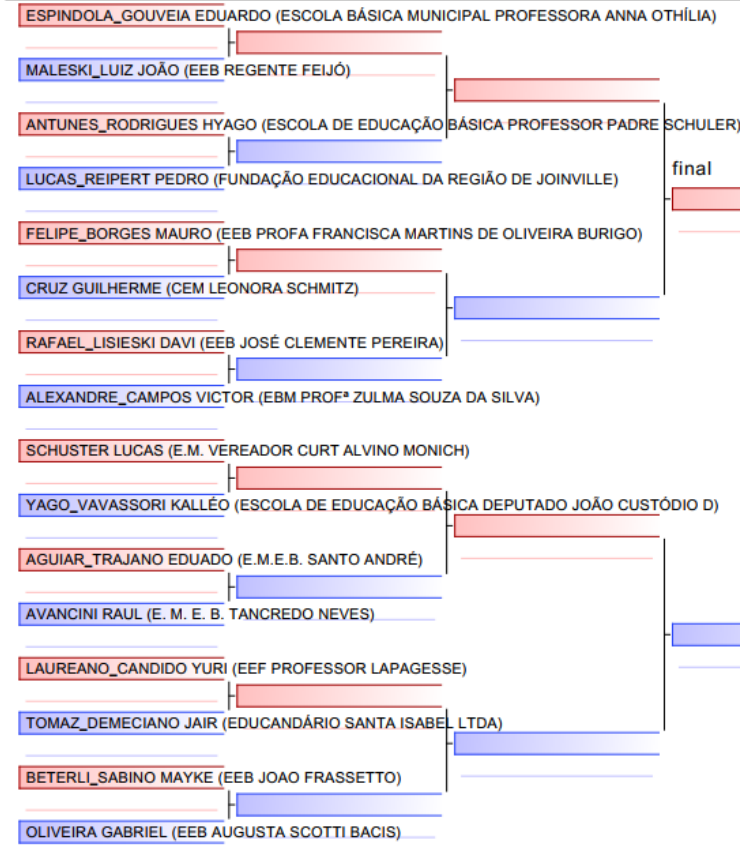 ESPINDOLA_GOUVEIA EDUARDO (ESCOLA BÁSICA MUNICIPAL PROFESSORA ANNA OTHÍLIA)
MALESKI_LUIZ JOÃO (EEB REGENTE FEIJÓ)
ANTUNES_RODRIGUES HYAGO (ESCOLA DE EDUCAÇÃO BÁSICA PROFESSOR PADRE SCHULER)
final
LUCAS_REIPERT PEDRO (FUNDAÇÃO EDUCACIONAL DA REGIÃO DE JOINVILLE)
FELIPE_BORGES MAURO (EEB PROFA FRANCISCA MARTINS DE OLIVEIRA BURIGO)
CRUZ GUILHERME (CEM LEONORA SCHMITZ)
RAFAEL_LISIESKI DAVI (EEB JOSÉ CLEMENTE PEREIRA)
ALEXANDRE_CAMPOS VICTOR (EBM PROFª ZULMA SOUZA DA SILVA)
SCHUSTER LUCAS (E.M. VEREADOR CURT ALVINO MONICH)
YAGO_VAVASSORI KALLÉO (ESCOLA DE EDUCAÇÃO BÁSICA DEPUTADO JOÃO CUSTÓDIO D)
AGUIAR_TRAJANO EDUADO (E.M.E.B. SANTO ANDRÉ)
AVANCINI RAUL (E. M. E. B. TANCREDO NEVES)
LAUREANO_CANDIDO YURI (EEF PROFESSOR LAPAGESSE)
TOMAZ_DEMECIANO JAIR (EDUCANDÁRIO SANTA ISABEL LTDA)
BETERLI_SABINO MAYKE (EEB JOAO FRASSETTO)
OLIVEIRA GABRIEL (EEB AUGUSTA SCOTTI BACIS)